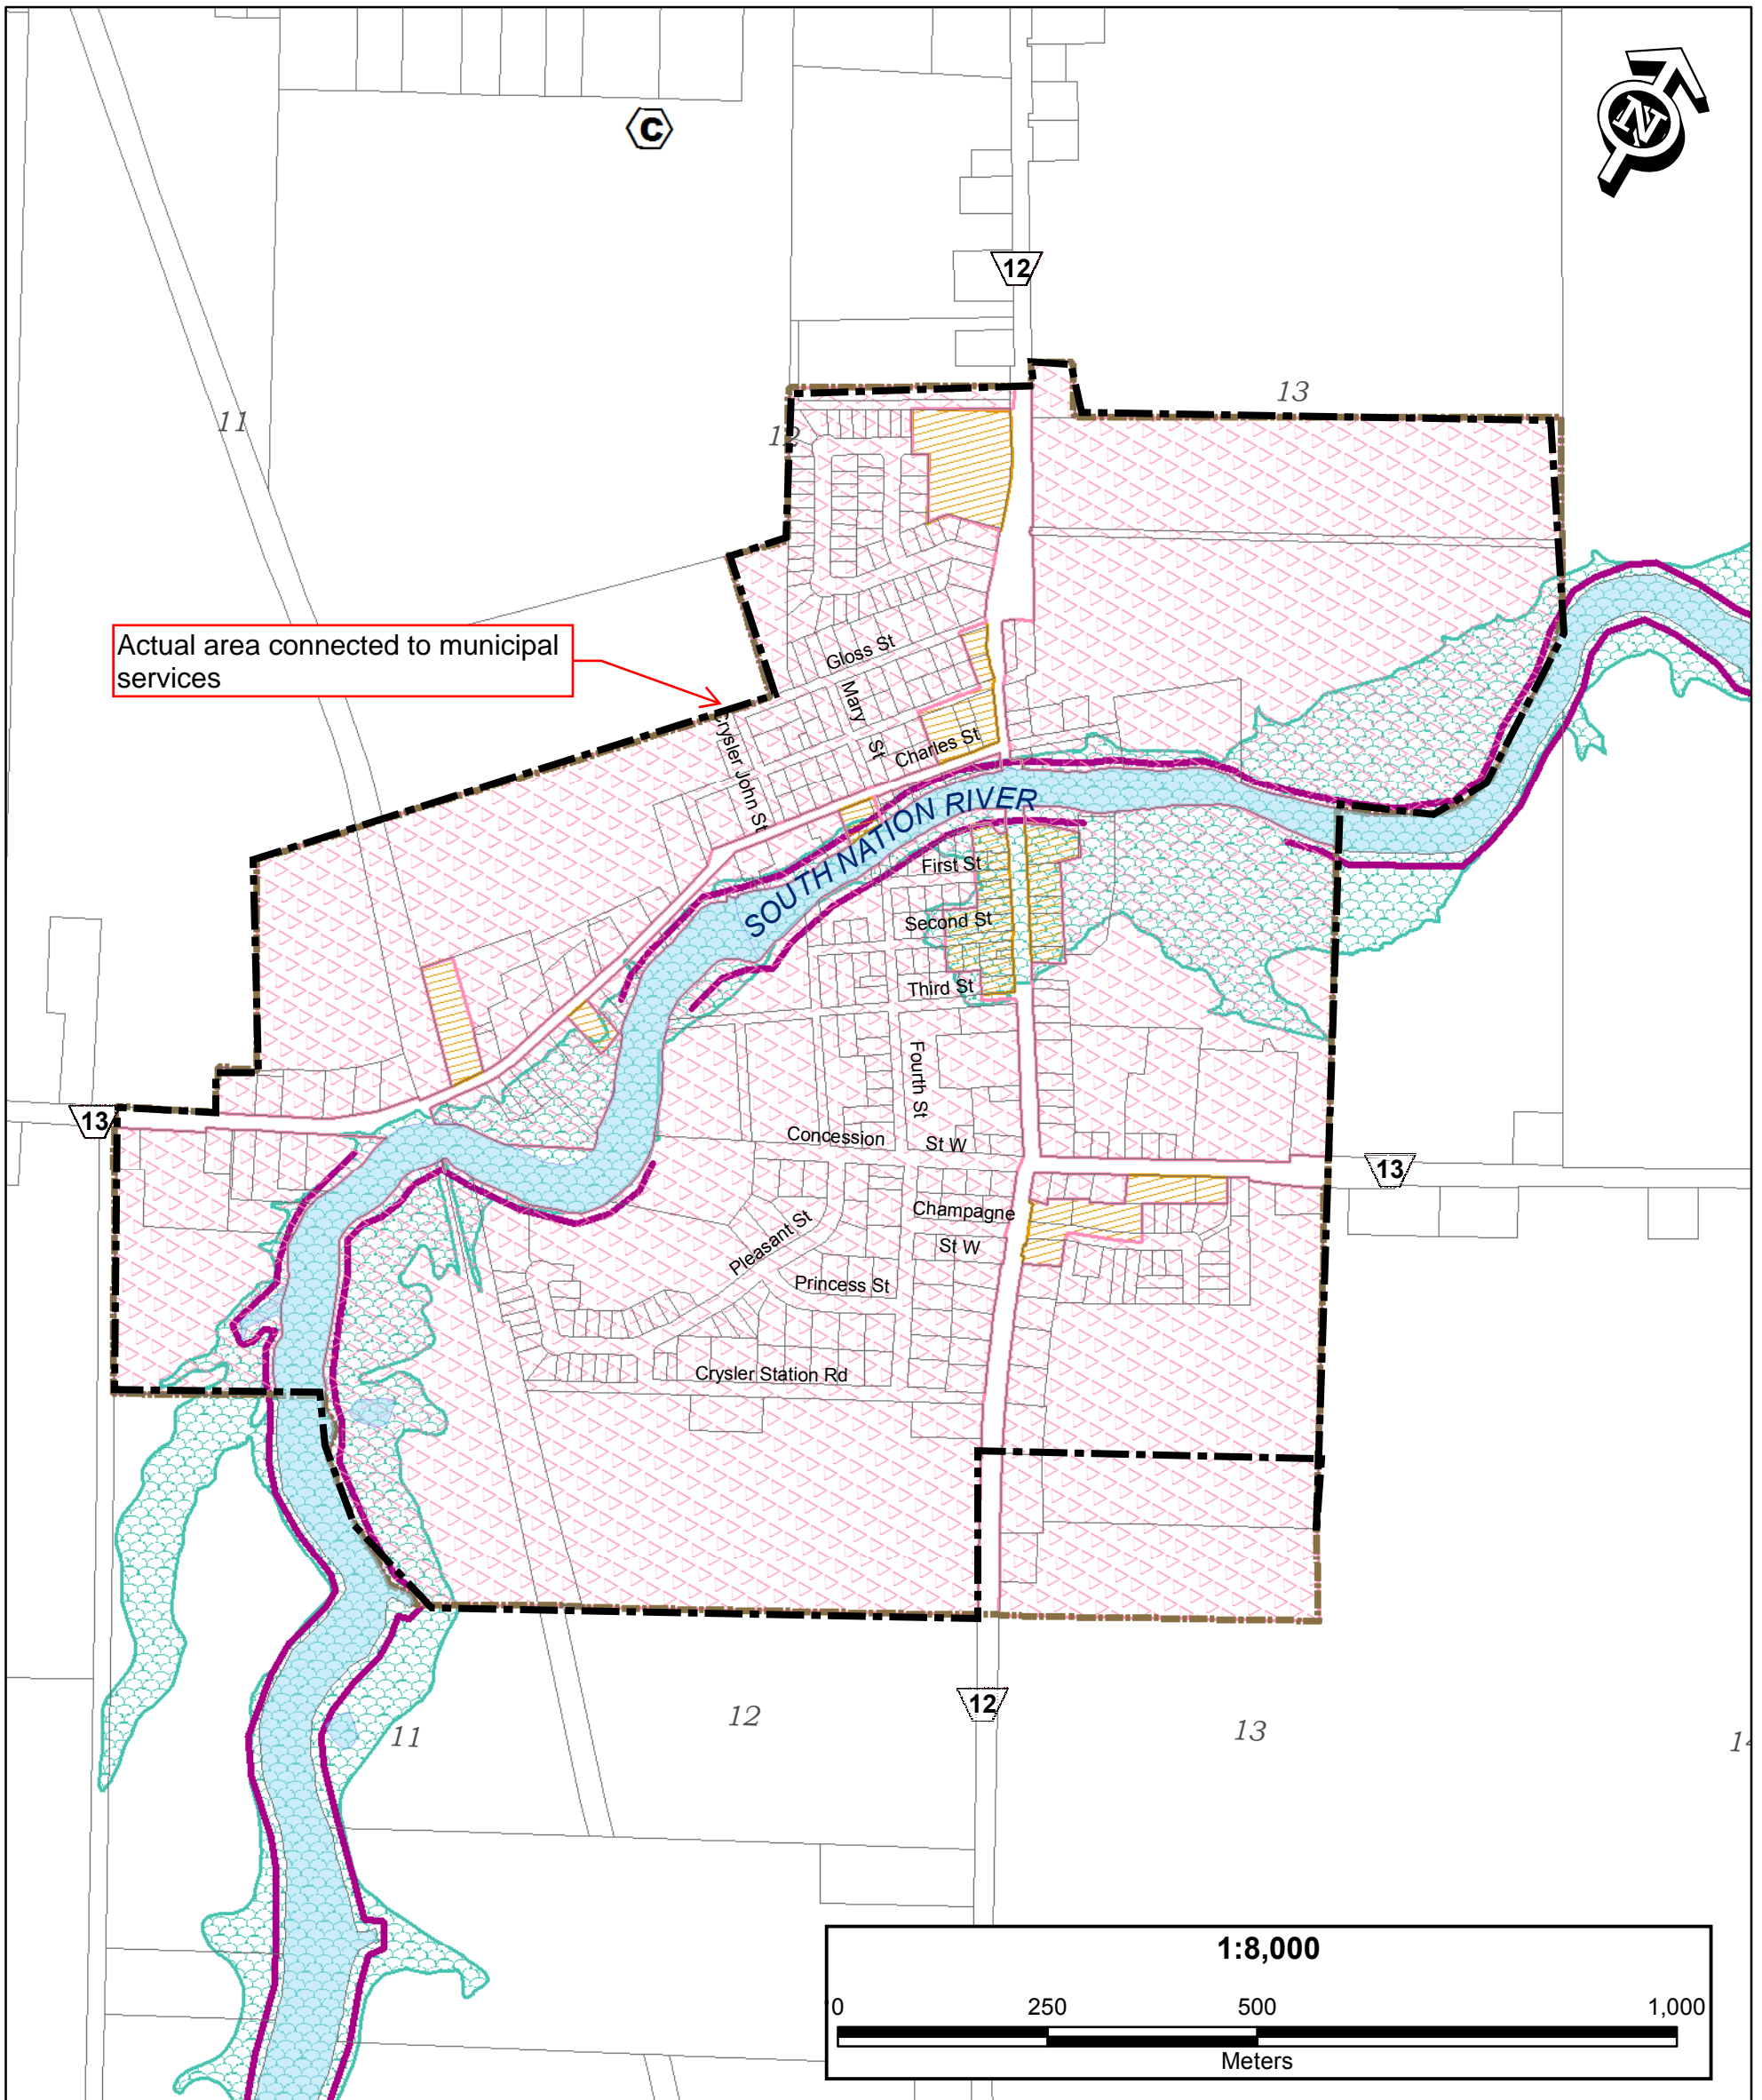 C
N
12
13
11
12
Actual area connected to municipal
services
Gloss St
Mary St
Crysler John St
Charles St
SOUTH NATION RIVER
First St
Second St
Third St
Fourth St
13
Concession St W
13
Champagne
St W
Pleasant St
Princess St
Crysler Station Rd
12
11
12
13
14
1:8,000
0 250 500 1,000
Meters